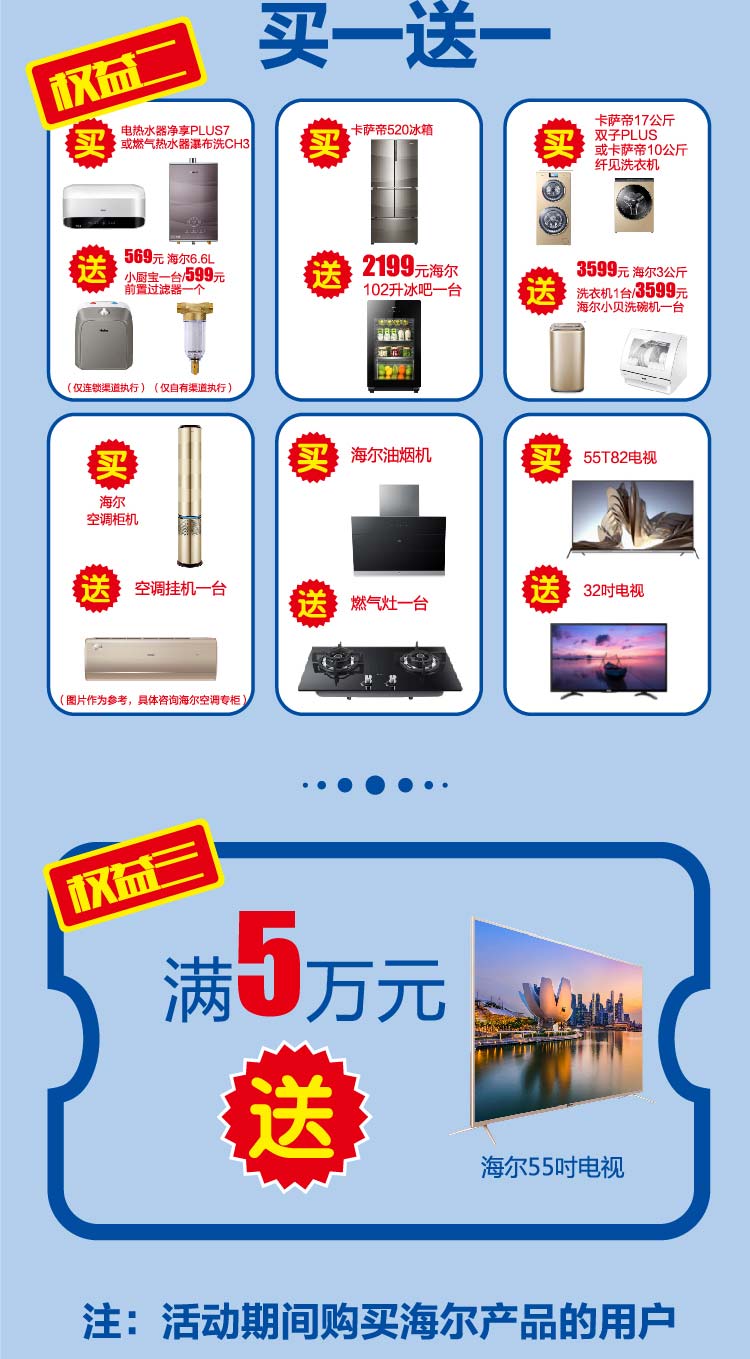 买一送一
权益二
买
电热水器净享PLUS7
或燃气热水器瀑布洗CH3
送
569元 海尔6.6L
小厨宝一台/599元
前置过滤器一个
Haier
（仅连锁渠道执行）
（仅自有渠道执行）
买
卡萨帝520冰箱
送
2199元海尔
102升冰吧一台
买
卡萨帝17公斤
双子PLUS
或卡萨帝10公斤
纤见洗衣机
送
3599元 海尔3公斤
洗衣机1台/3599元
海尔小贝洗碗机一台
买
海尔
空调柜机
送
空调挂机一台
（图片作为参考，具体咨询海尔空调专柜）
买
海尔油烟机
送
燃气灶一台
买
55T82电视
送
32吋电视
权益三
满5万元
送
海尔55吋电视
注：活动期间购买海尔产品的用户